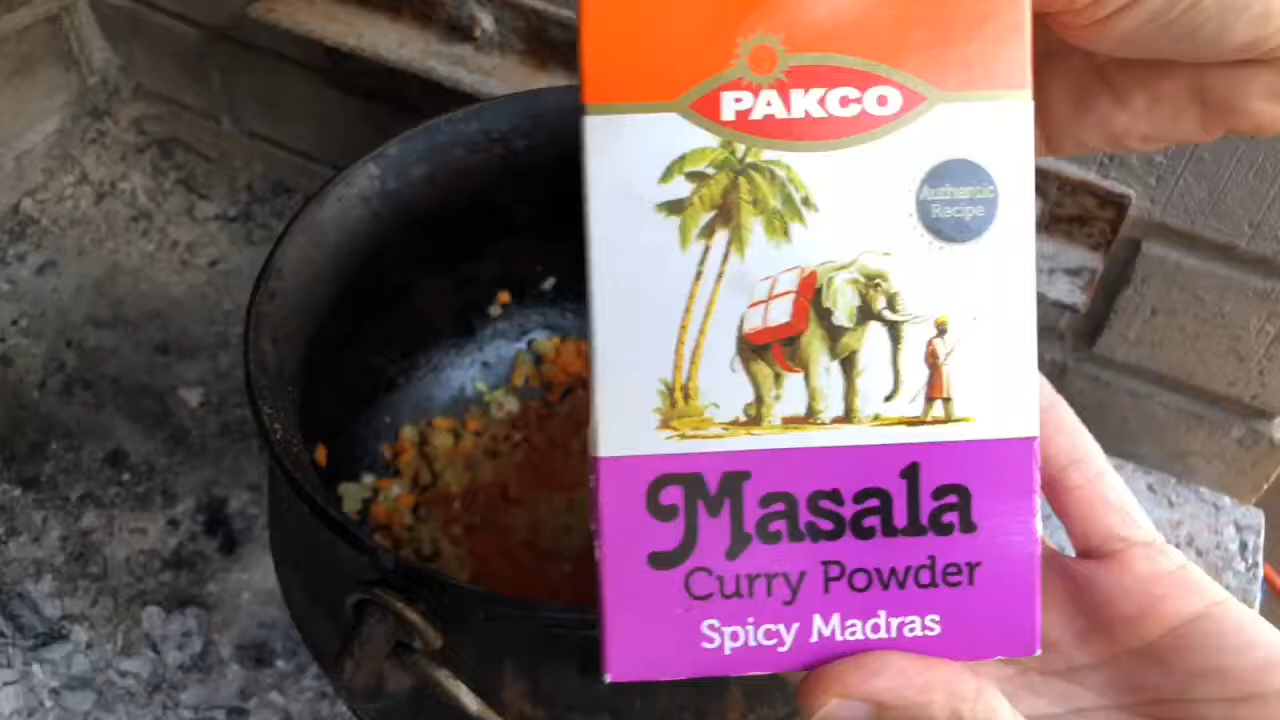 PAKCO
Authentic
Recipe
Masala
Curry Powder
Spicy Madras